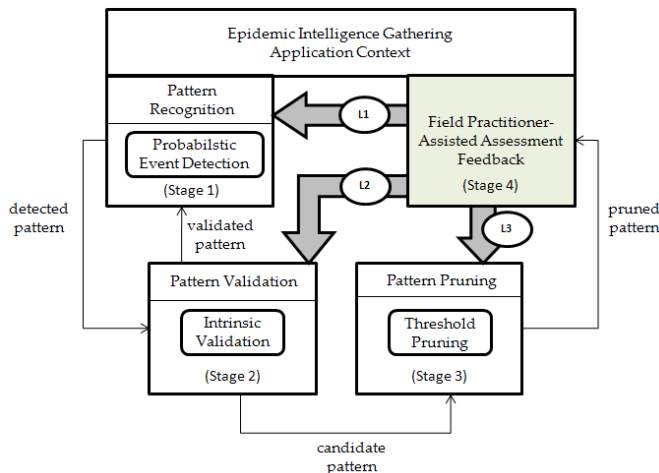 Epidemic Intelligence Gathering
Application Context
Pattern
Recognition
Probabilstic
Event Detection
(Stage 1)
L1
Field Practitioner-
Assisted Assessment
Feedback
(Stage 4)
L2
L3
detected
pattern
validated
pattern
pruned
pattern
Pattern Validation
Intrinsic
Validation
(Stage 2)
Pattern Pruning
Threshold
Pruning
(Stage 3)
candidate
pattern